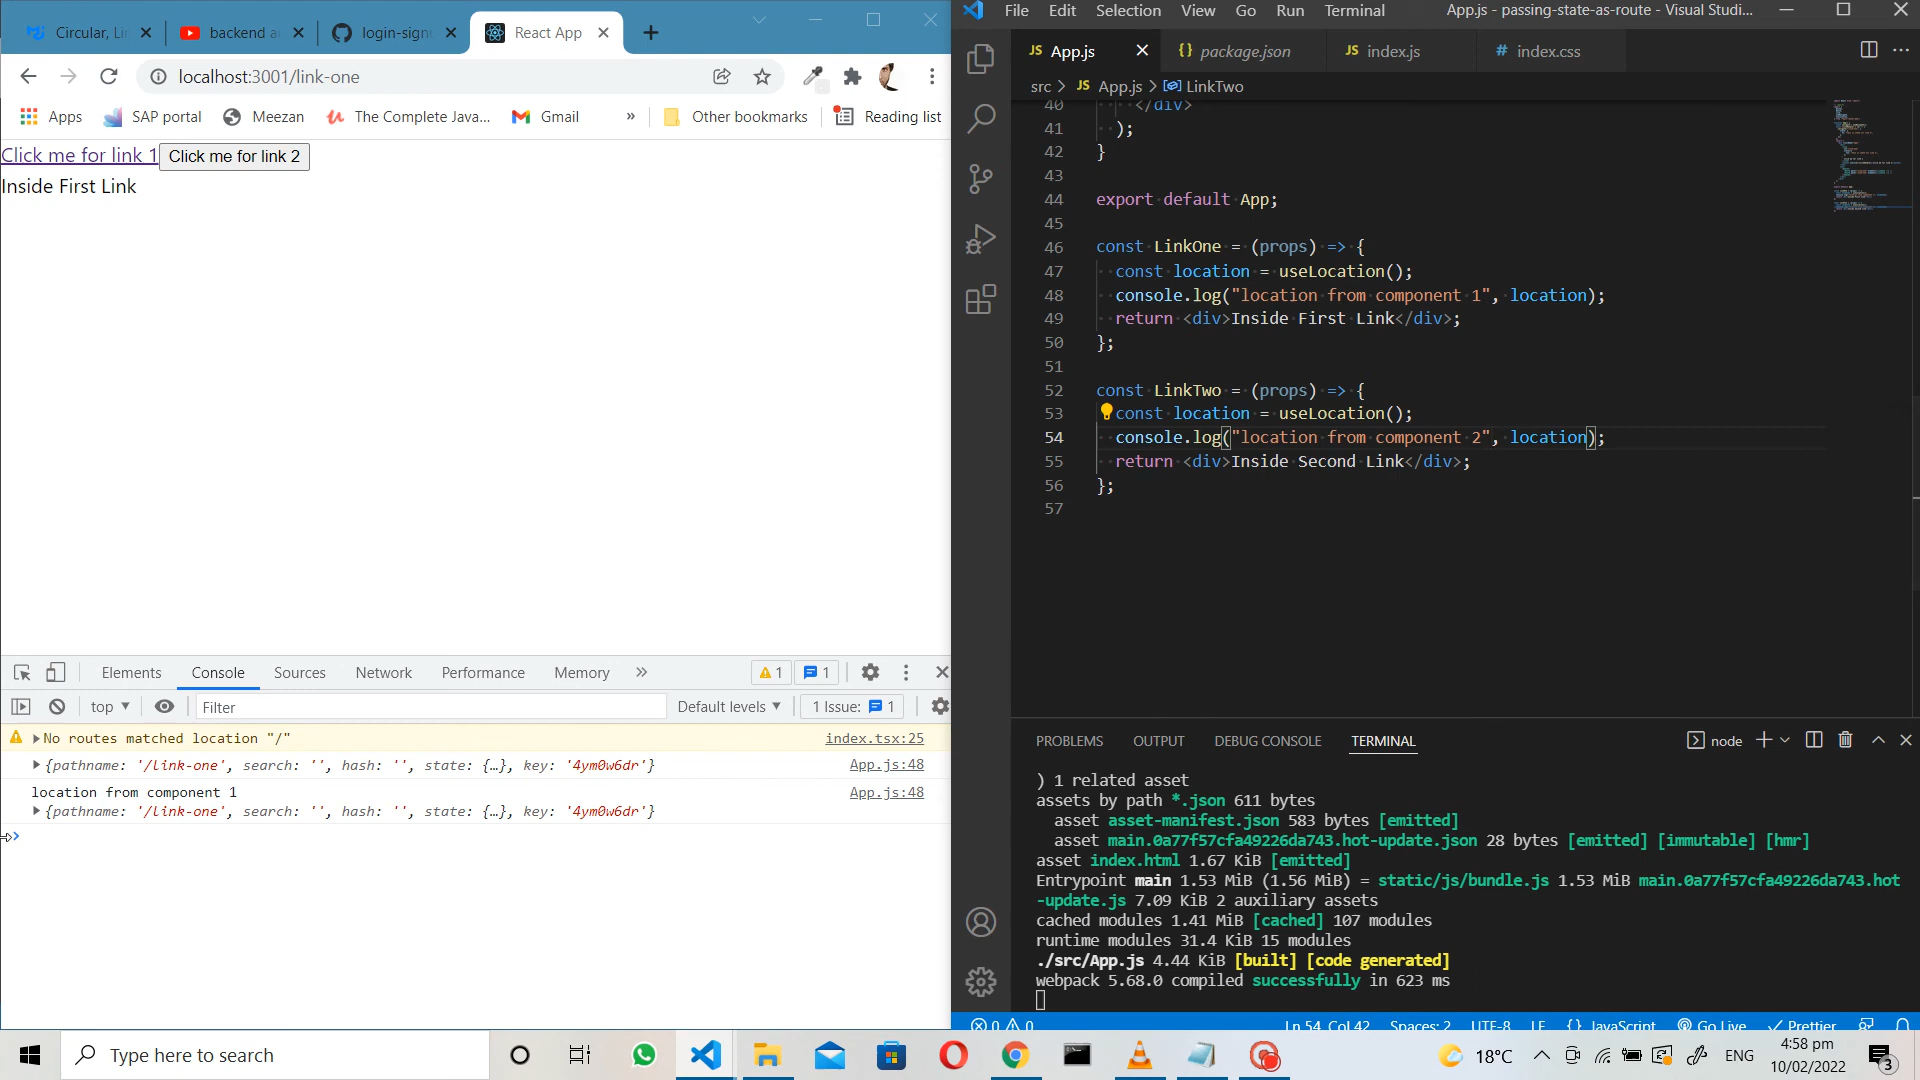 Circular, Li
backend a
login-sign
React App
localhost:3001/link-one
Apps
SAP portal
Meezan
The Complete Java...
Gmail
»
Other bookmarks
Reading list
Click me for link 1
Click me for link 2
Inside First Link
Elements
Console
Sources
Network
Performance
Memory
»
1
1
top
Filter
Default levels
1 Issue: 1
No routes matched location "/"
index.tsx:25
{pathname: '/link-one', search: '', hash: '', state: {…}, key: '4ym0w6dr'}
App.js:48
location from component 1
App.js:48
{pathname: '/link-one', search: '', hash: '', state: {…}, key: '4ym0w6dr'}
File Edit Selection View Go Run Terminal
App.js - passing-state-as-route - Visual Studi...
JS App.js
{} package.json
JS index.js
# index.css
src > JS App.js > LinkTwo
40 </div>
41 );
42 }
43
44 export default App;
45
46 const LinkOne = (props) => {
47 const location = useLocation();
48 console.log("location from component 1", location);
49 return <div>Inside First Link</div>;
50 };
51
52 const LinkTwo = (props) => {
53 const location = useLocation();
54 console.log("location from component 2", location);
55 return <div>Inside Second Link</div>;
56 };
57
PROBLEMS OUTPUT DEBUG CONSOLE TERMINAL
node
) 1 related asset
assets by path *.json 611 bytes
asset asset-manifest.json 583 bytes [emitted]
asset main.0a77f57cfa49226da743.hot-update.json 28 bytes [emitted] [immutable] [hmr]
asset index.html 1.67 KiB [emitted]
Entrypoint main 1.53 MiB (1.56 MiB) = static/js/bundle.js 1.53 MiB main.0a77f57cfa49226da743.hot
-update.js 7.09 KiB 2 auxiliary assets
cached modules 1.41 MiB [cached] 107 modules
runtime modules 31.4 KiB 15 modules
./src/App.js 4.44 KiB [built] [code generated]
webpack 5.68.0 compiled successfully in 623 ms
0 0
Ln 54, Col 42 Spaces: 2 UTF-8 LF {} JavaScript Go Live Prettier
Type here to search
18°C
ENG
4:58 pm
10/02/2022
3